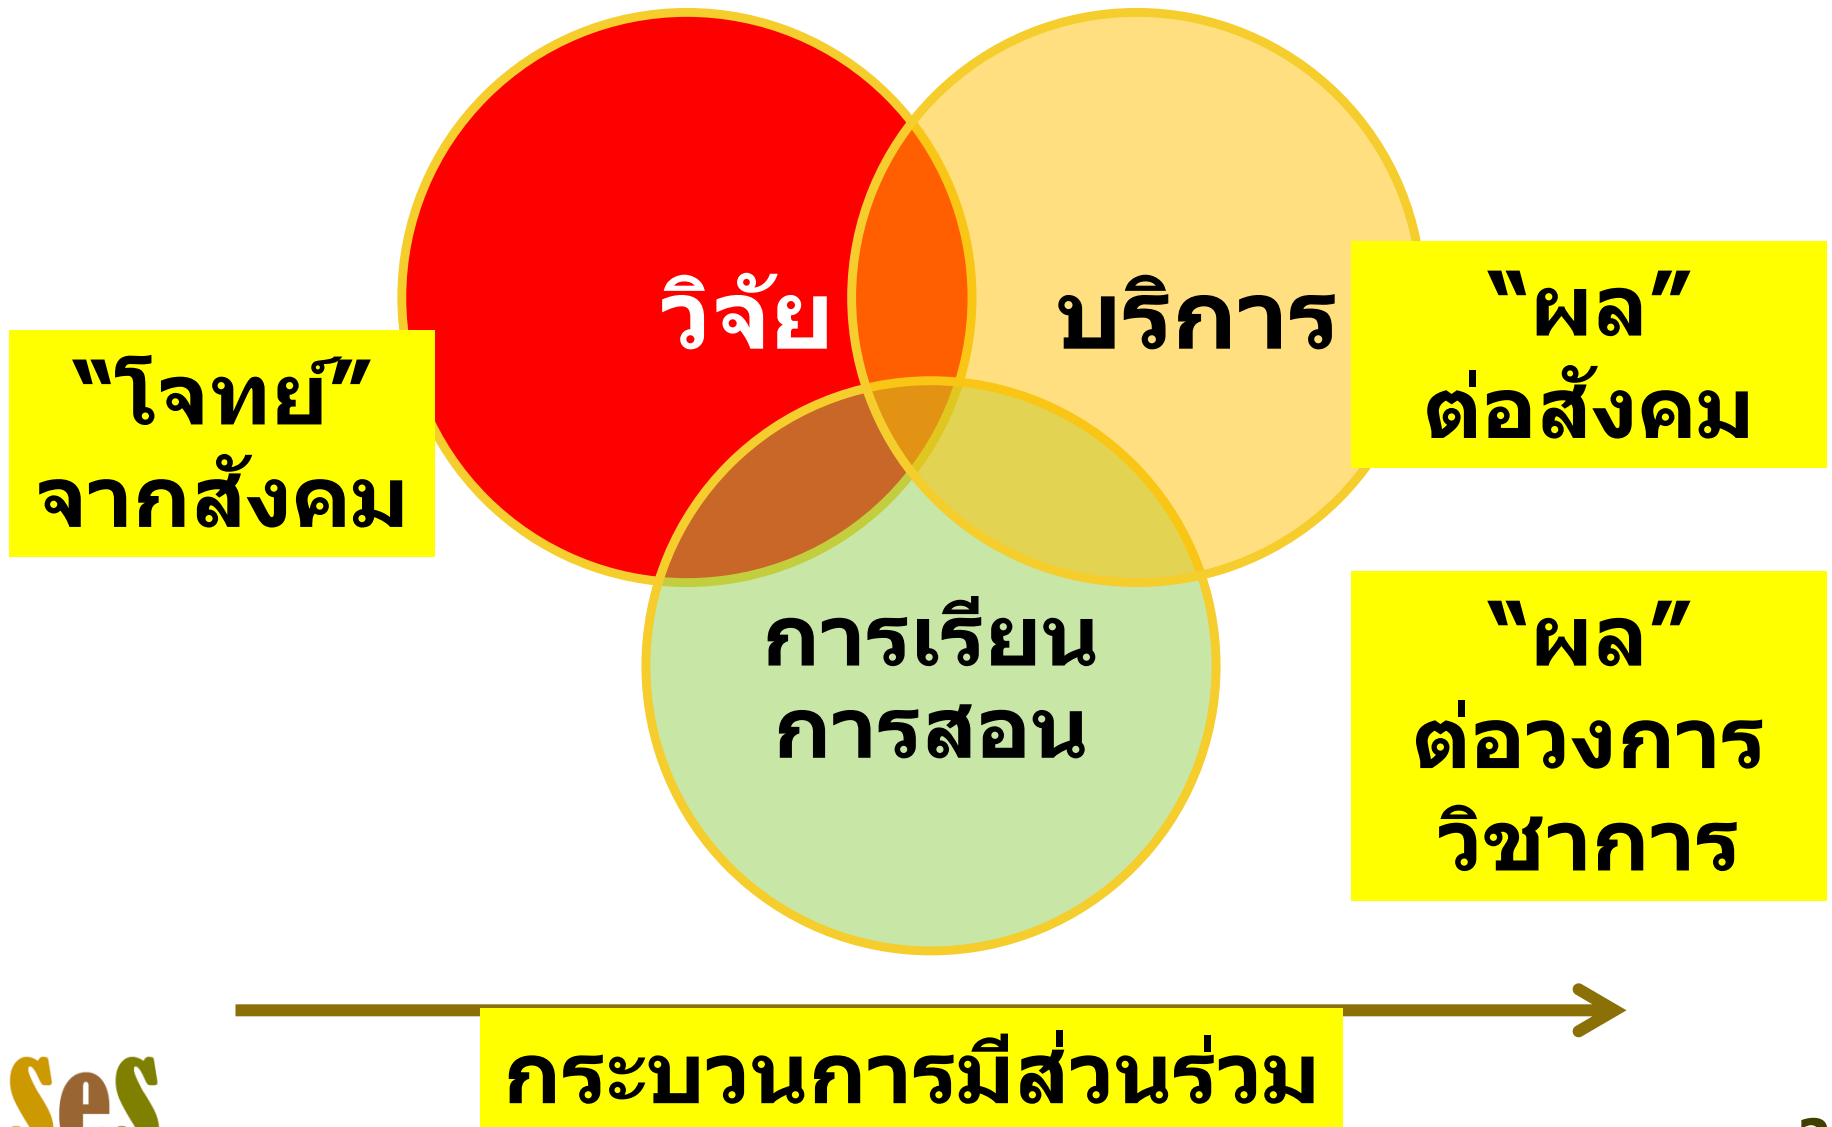 วิจัย
บริการ
“โจทย์”
จากสังคม
“ผล”
ต่อสังคม
การเรียน
การสอน
“ผล”
ต่อวงการ
วิชาการ
กระบวนการมีส่วนร่วม
SeS